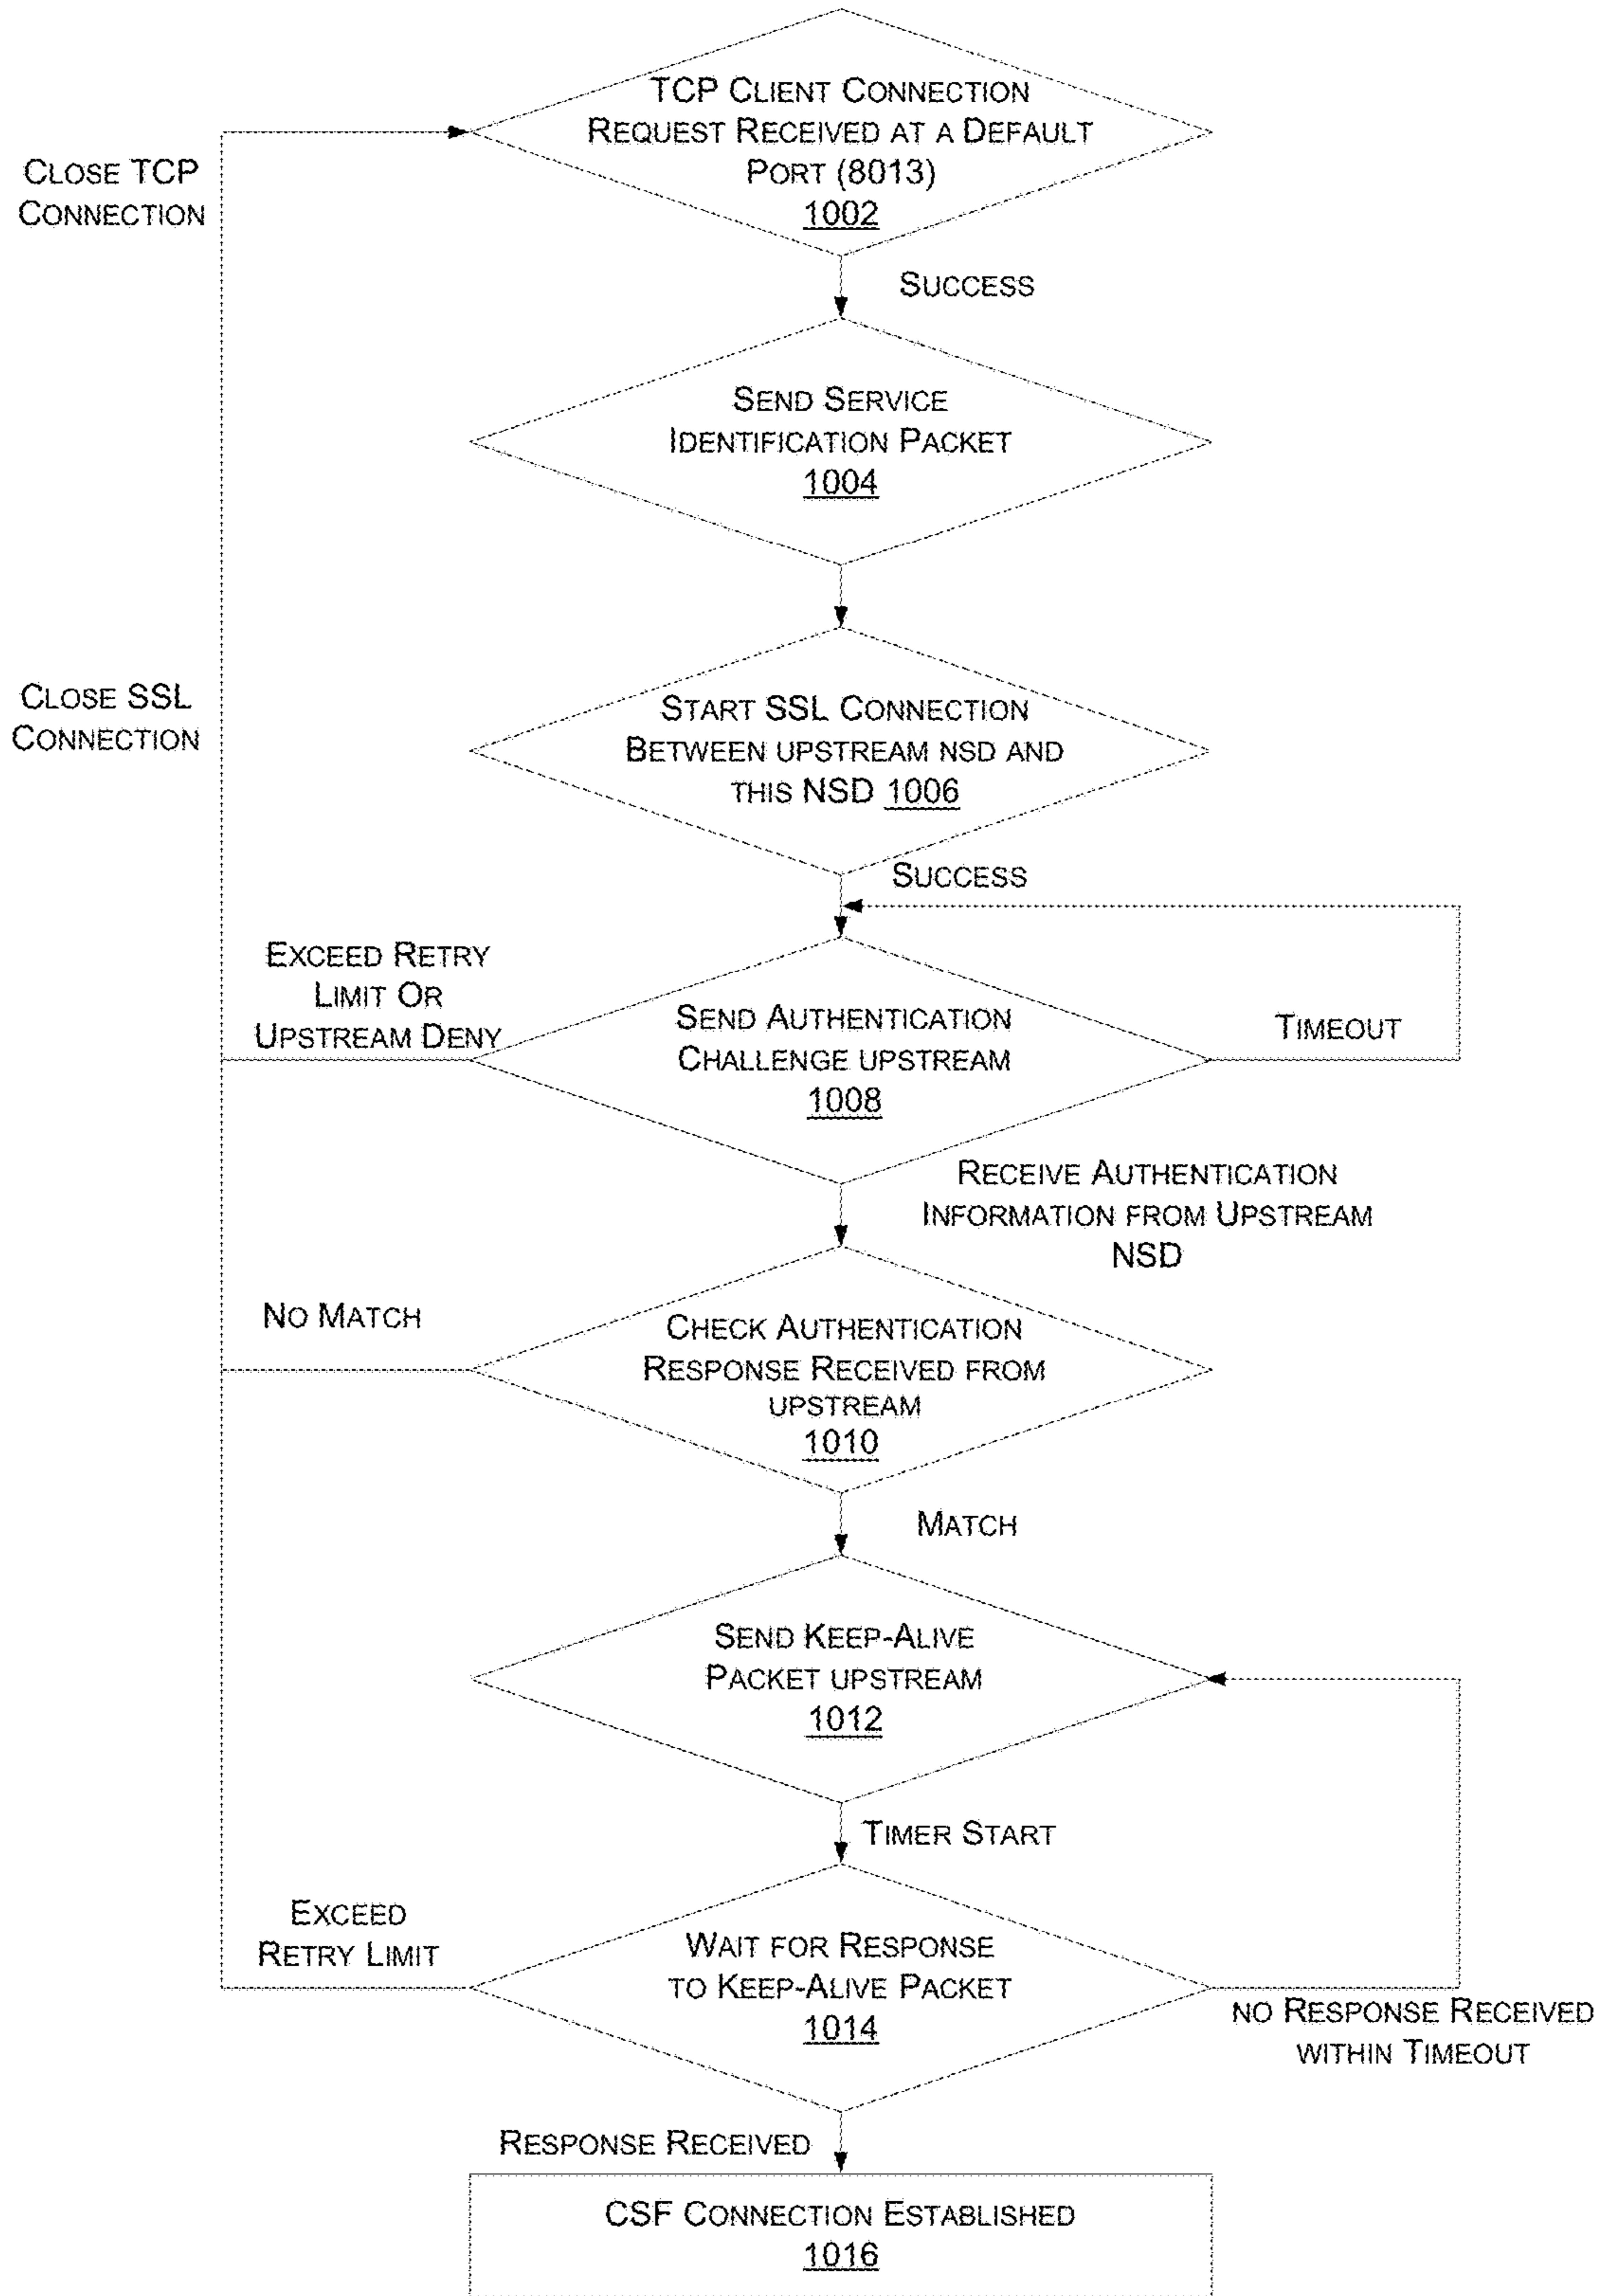 TCP CLIENT CONNECTION
REQUEST RECEIVED AT A DEFAULT
PORT (8013)
1002
CLOSE TCP
CONNECTION
SUCCESS
SEND SERVICE
IDENTIFICATION PACKET
1004
CLOSE SSL
CONNECTION
START SSL CONNECTION
BETWEEN UPSTREAM NSD AND
THIS NSD 1006
SUCCESS
EXCEED RETRY
LIMIT OR
UPSTREAM DENY
SEND AUTHENTICATION
CHALLENGE UPSTREAM
1008
TIMEOUT
RECEIVE AUTHENTICATION
INFORMATION FROM UPSTREAM
NSD
NO MATCH
CHECK AUTHENTICATION
RESPONSE RECEIVED FROM
UPSTREAM
1010
MATCH
SEND KEEP-ALIVE
PACKET UPSTREAM
1012
TIMER START
EXCEED
RETRY LIMIT
WAIT FOR RESPONSE
TO KEEP-ALIVE PACKET
1014
NO RESPONSE RECEIVED
WITHIN TIMEOUT
RESPONSE RECEIVED
CSF CONNECTION ESTABLISHED
1016